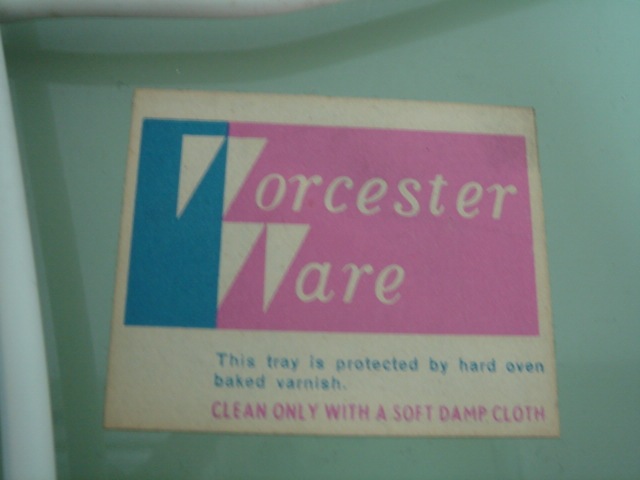 Worcester
Ware
This tray is protected by hard oven
baked varnish.
CLEAN ONLY WITH A SOFT DAMP CLOTH